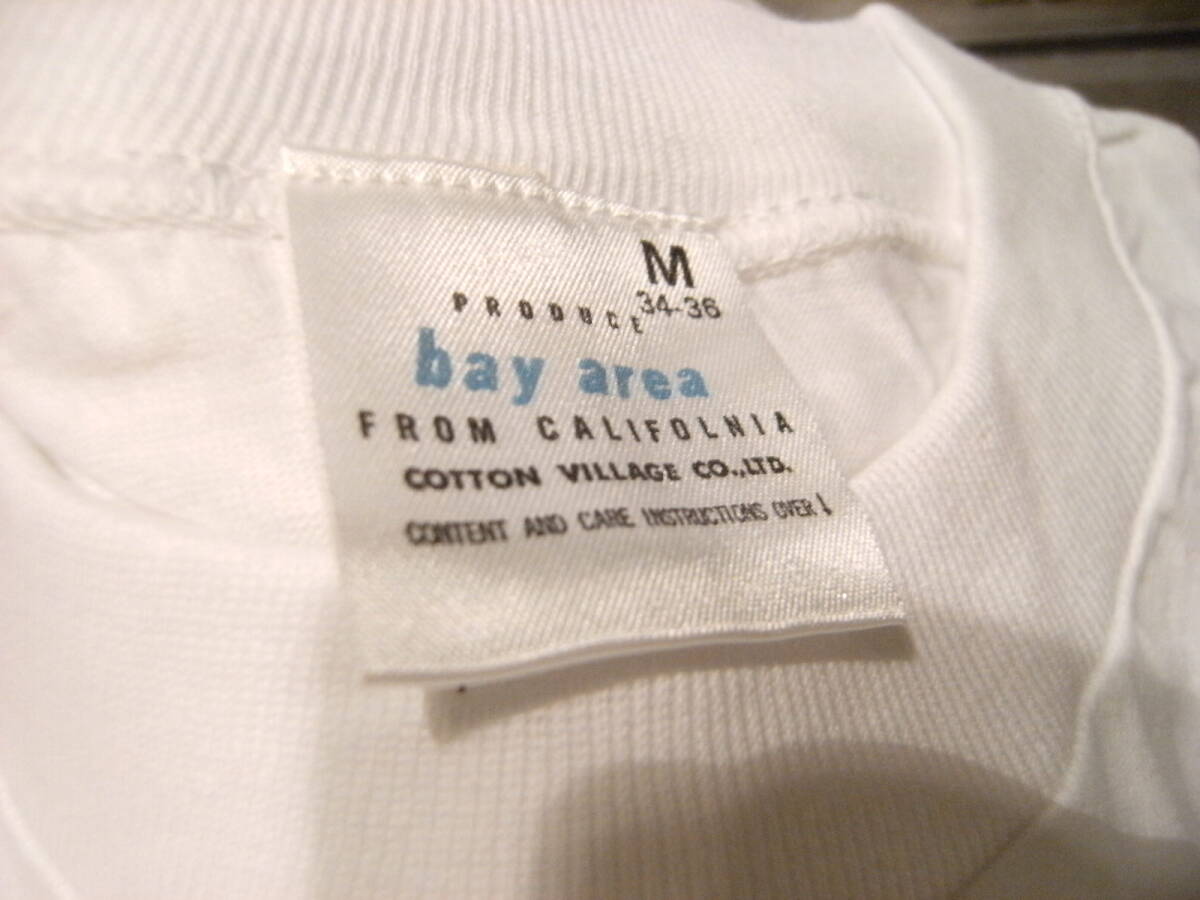 M
34-36
PRODUCE
bay area
FROM CALIFOLNIA
COTTON VILLAGE CO.,LTD.
CONTENT AND CARE INSTRUCTIONS OVER↓